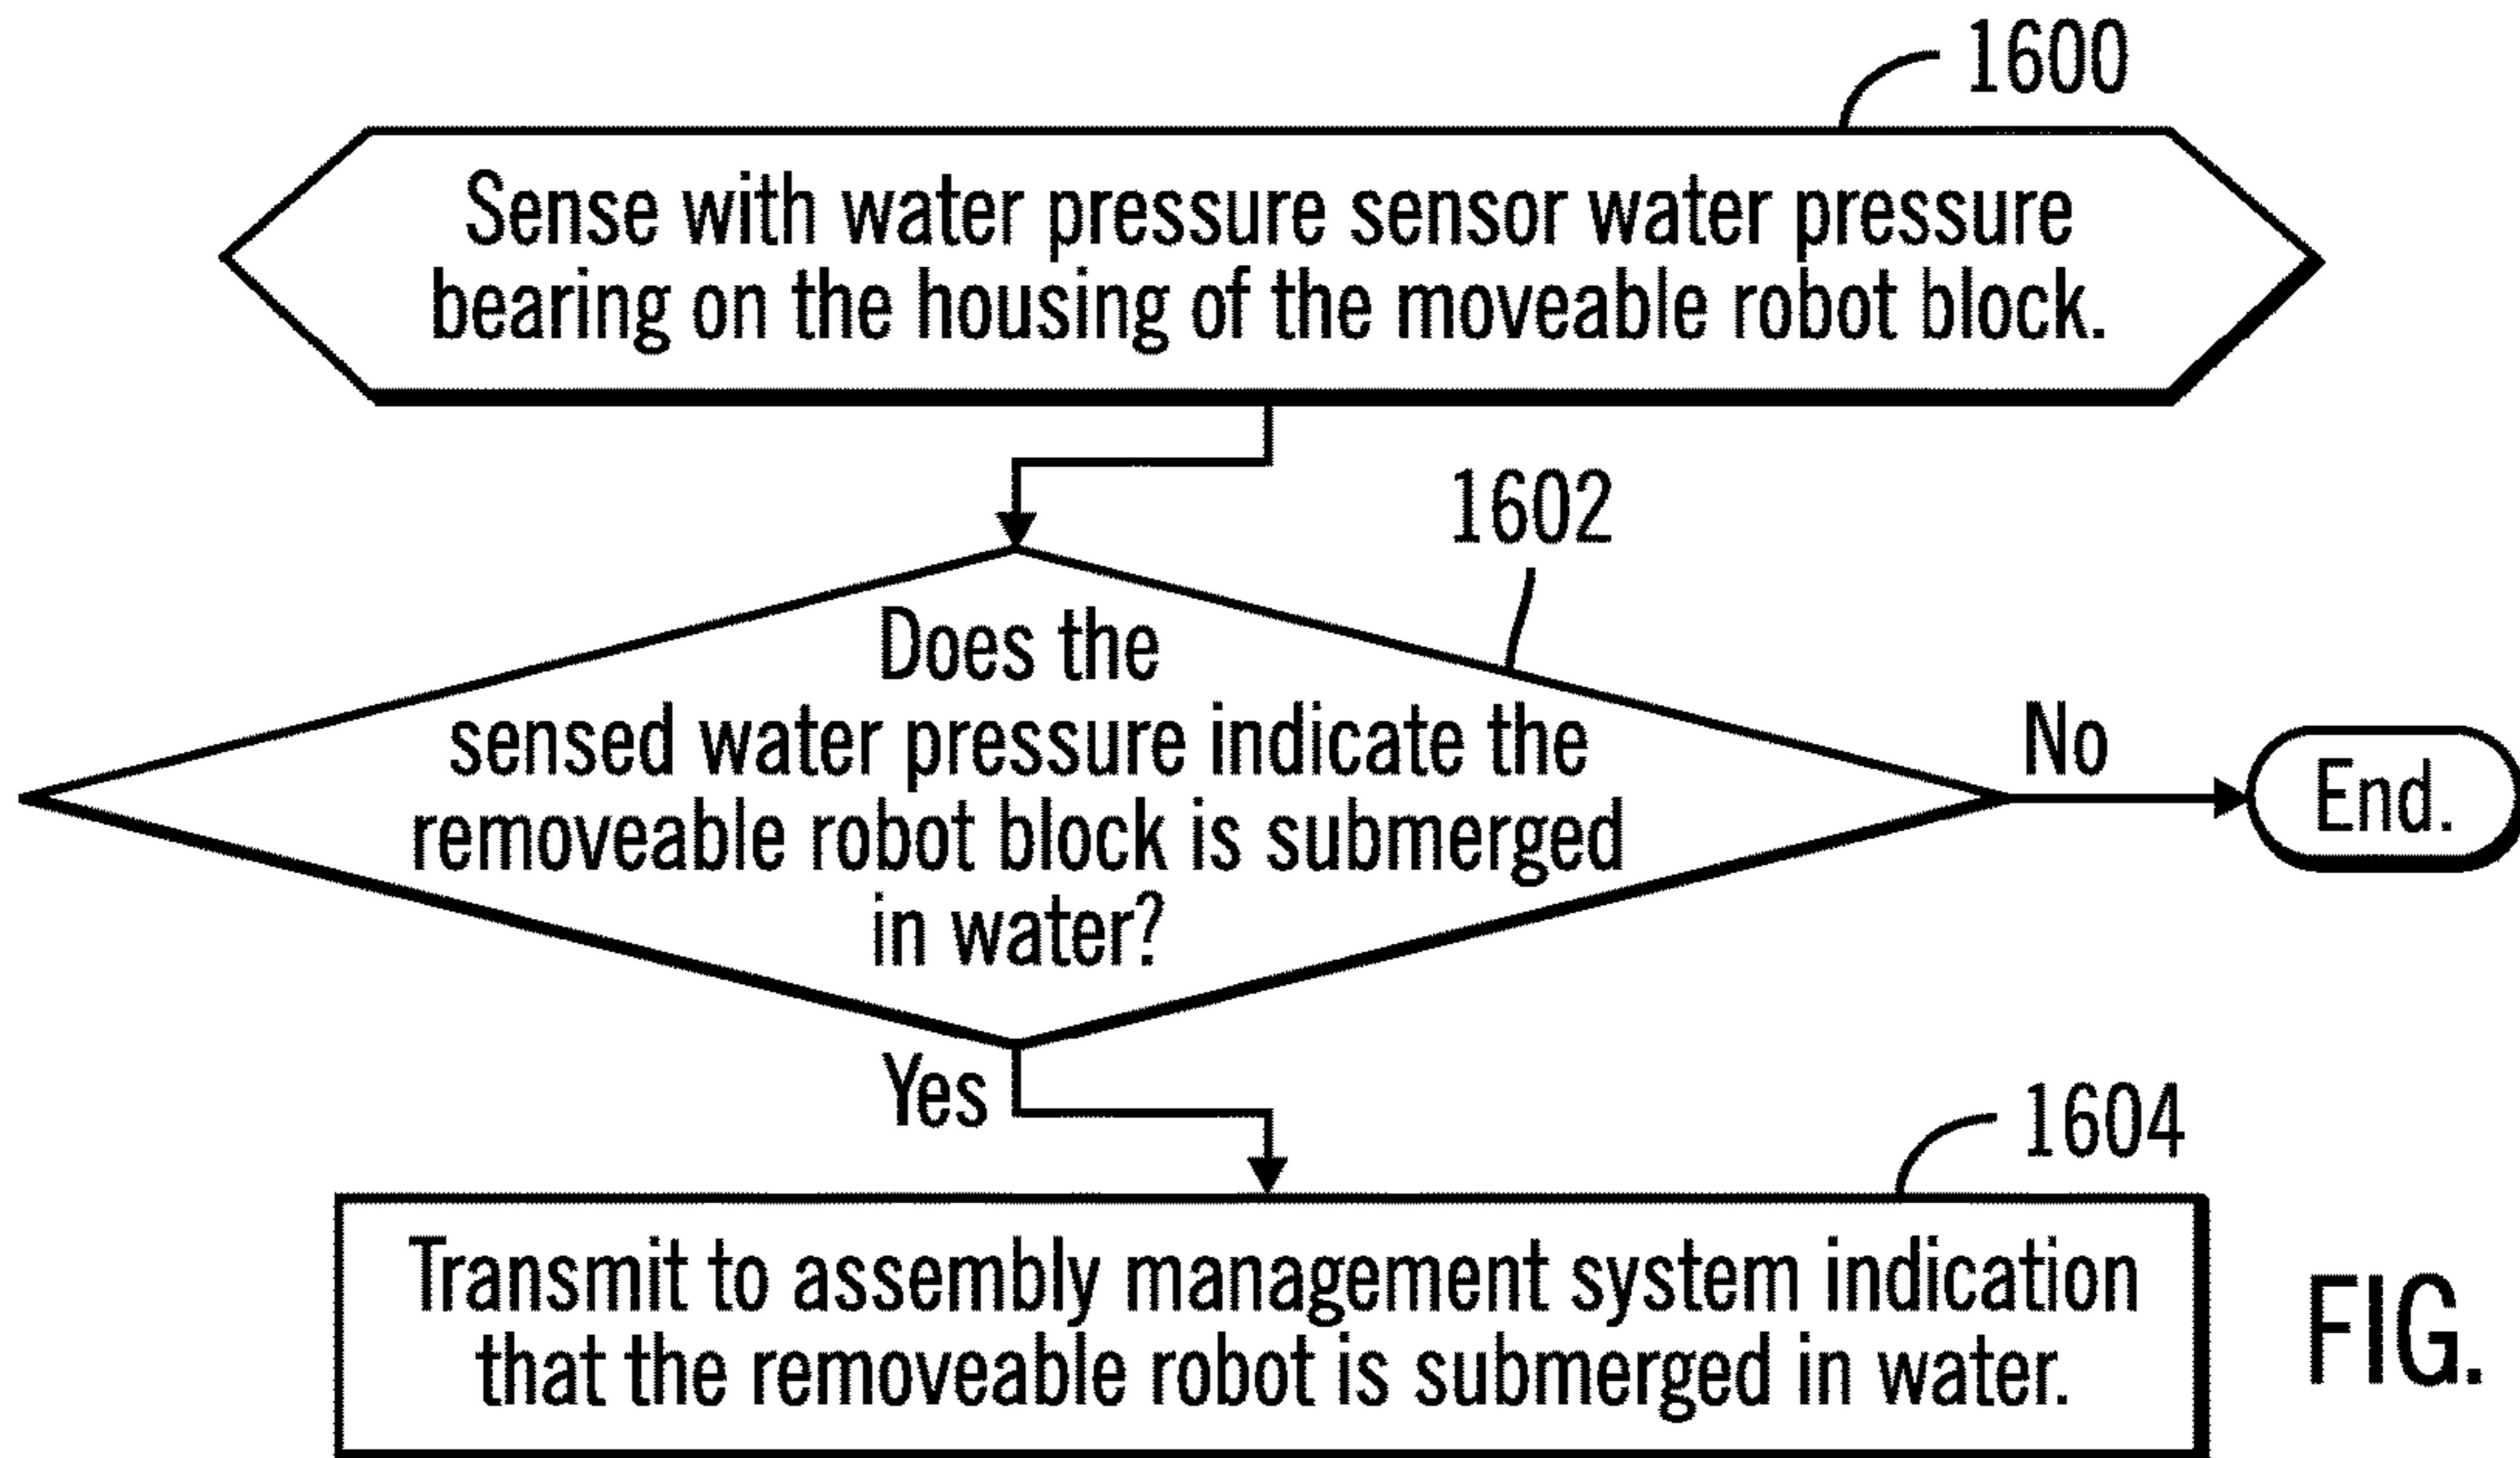 1600
Sense with water pressure sensor water pressure
bearing on the housing of the moveable robot block.
1602
Does the
sensed water pressure indicate the
removeable robot block is submerged
in water?
No
End.
Yes
1604
Transmit to assembly management system indication
that the removeable robot is submerged in water.
FIG.